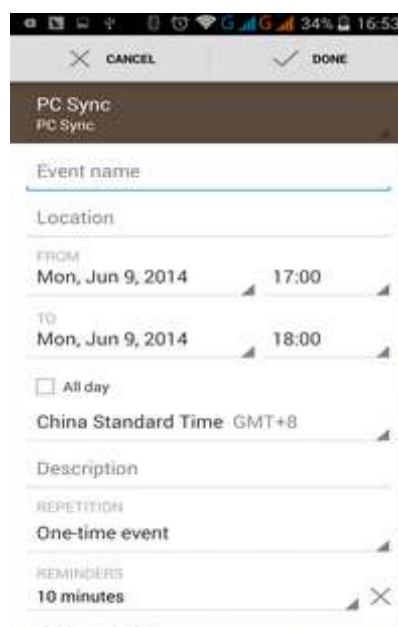 G G 34% 16:53
CANCEL DONE
PC Sync
PC Sync
Event name
Location
FROM
Mon, Jun 9, 2014 17:00
TO
Mon, Jun 9, 2014 18:00
All day
China Standard Time GMT+8
Description
REPETITION
One-time event
REMINDERS
10 minutes